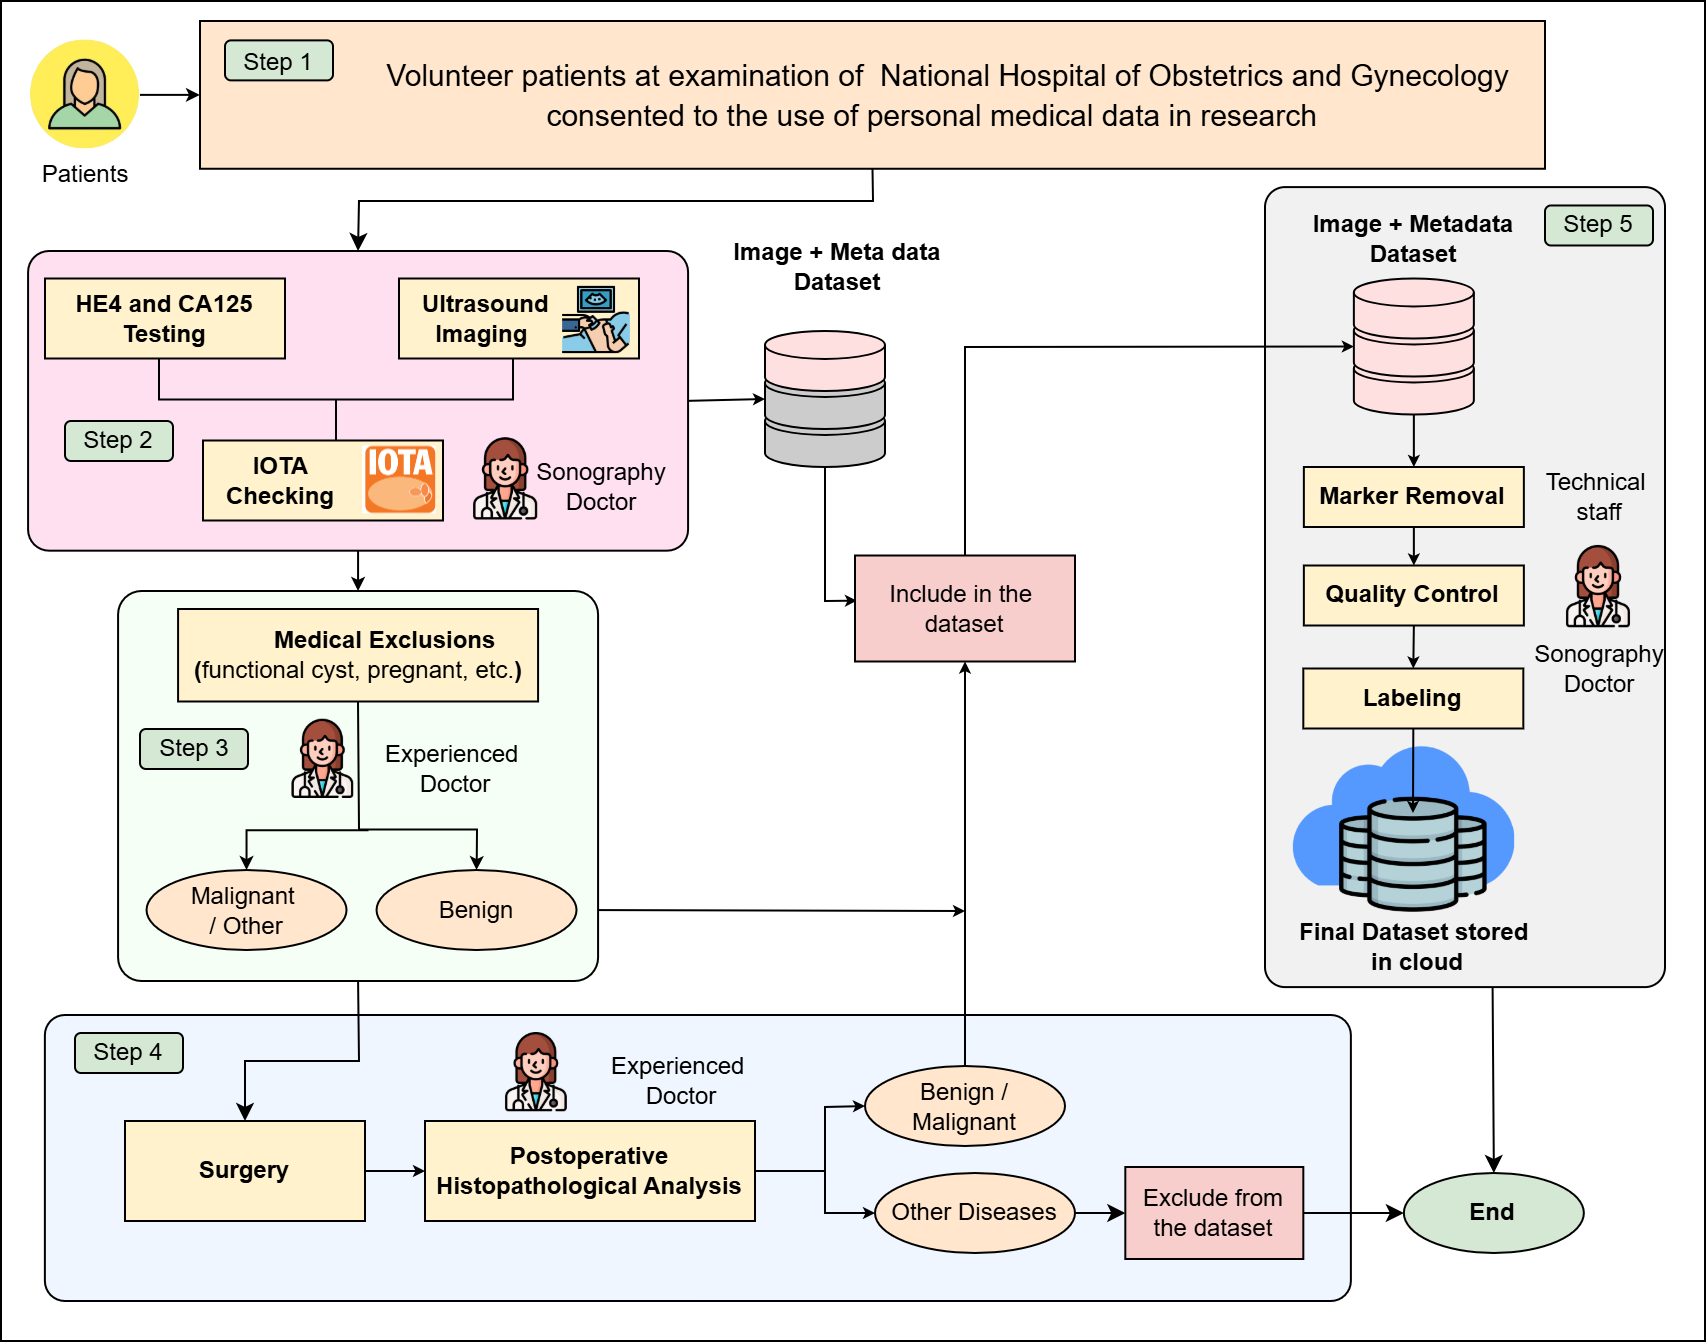 Step 1
Volunteer patients at examination of National Hospital of Obstetrics and Gynecology
consented to the use of personal medical data in research
Patients
HE4 and CA125
Testing
Ultrasound
Imaging
Step 2
IOTA
Checking
IOTA
Sonography
Doctor
Image + Meta data
Dataset
Include in the
dataset
Medical Exclusions
(functional cyst, pregnant, etc.)
Step 3
Experienced
Doctor
Malignant
/ Other
Benign
Step 4
Experienced
Doctor
Surgery
Postoperative
Histopathological Analysis
Benign /
Malignant
Other Diseases
Exclude from
the dataset
Step 5
Image + Metadata
Dataset
Marker Removal
Technical
staff
Quality Control
Sonography
Doctor
Labeling
Final Dataset stored
in cloud
End